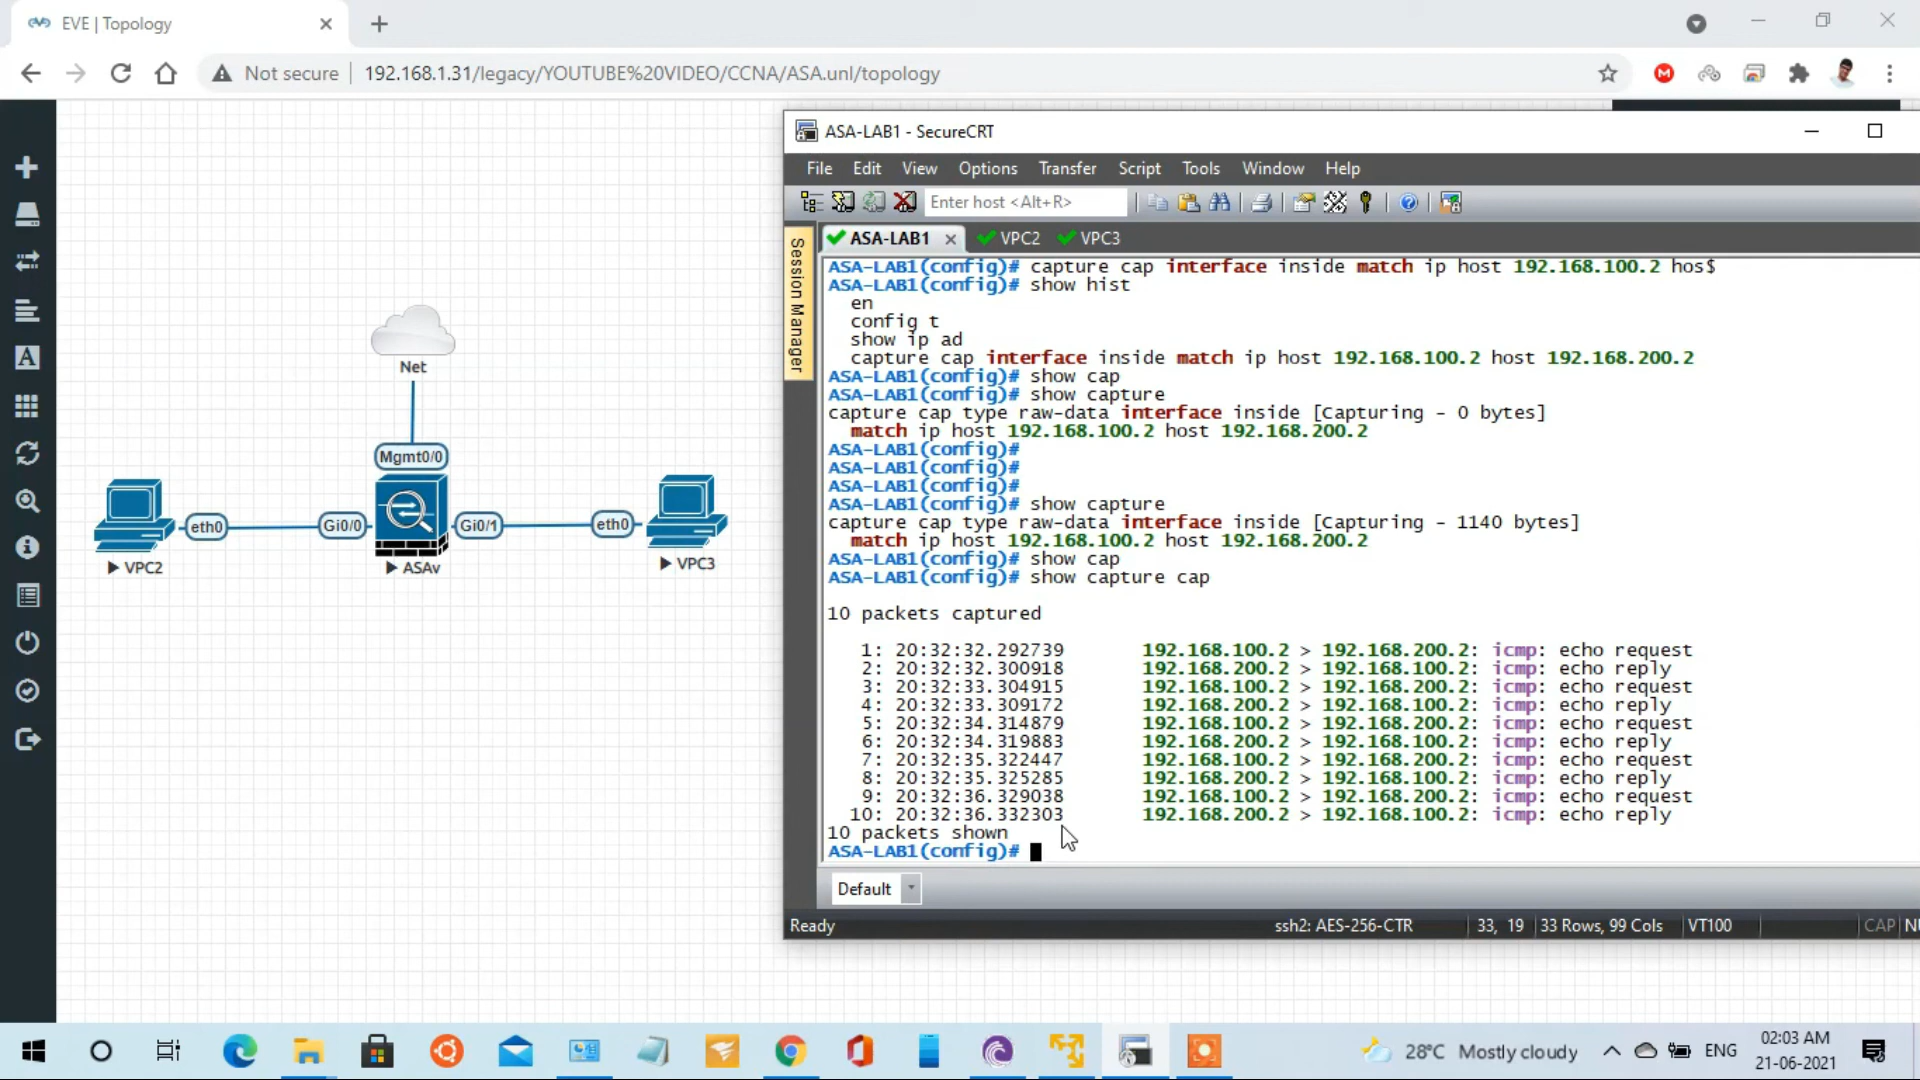 EVE | Topology
Not secure
192.168.1.31/legacy/YOUTUBE%20VIDEO/CCNA/ASA.unl/topology
M
ASA-LAB1 - SecureCRT
File Edit View Options Transfer Script Tools Window Help
Enter host <Alt+R>
Session Manager
ASA-LAB1 VPC2 VPC3
ASA-LAB1(config)# capture cap interface inside match ip host 192.168.100.2 hos$
ASA-LAB1(config)# show hist
en
config t
show ip ad
capture cap interface inside match ip host 192.168.100.2 host 192.168.200.2
ASA-LAB1(config)# show cap
ASA-LAB1(config)# show capture
capture cap type raw-data interface inside [Capturing - 0 bytes]
match ip host 192.168.100.2 host 192.168.200.2
ASA-LAB1(config)#
ASA-LAB1(config)#
ASA-LAB1(config)#
ASA-LAB1(config)# show capture
capture cap type raw-data interface inside [Capturing - 1140 bytes]
match ip host 192.168.100.2 host 192.168.200.2
ASA-LAB1(config)# show cap
ASA-LAB1(config)# show capture cap
10 packets captured
1: 20:32:32.292739 192.168.100.2 > 192.168.200.2: icmp: echo request
2: 20:32:32.300918 192.168.200.2 > 192.168.100.2: icmp: echo reply
3: 20:32:33.304915 192.168.100.2 > 192.168.200.2: icmp: echo request
4: 20:32:33.309172 192.168.200.2 > 192.168.100.2: icmp: echo reply
5: 20:32:34.314879 192.168.100.2 > 192.168.200.2: icmp: echo request
6: 20:32:34.319883 192.168.200.2 > 192.168.100.2: icmp: echo reply
7: 20:32:35.322447 192.168.100.2 > 192.168.200.2: icmp: echo request
8: 20:32:35.325285 192.168.200.2 > 192.168.100.2: icmp: echo reply
9: 20:32:36.329038 192.168.100.2 > 192.168.200.2: icmp: echo request
10: 20:32:36.332303 192.168.200.2 > 192.168.100.2: icmp: echo reply
10 packets shown
ASA-LAB1(config)#
Default
Ready ssh2: AES-256-CTR 33, 19 33 Rows, 99 Cols VT100 CAP
Net
Mgmt0/0
eth0 Gi0/0 Gi0/1 eth0
VPC2 ASAv VPC3
28°C Mostly cloudy
ENG
02:03 AM
21-06-2021